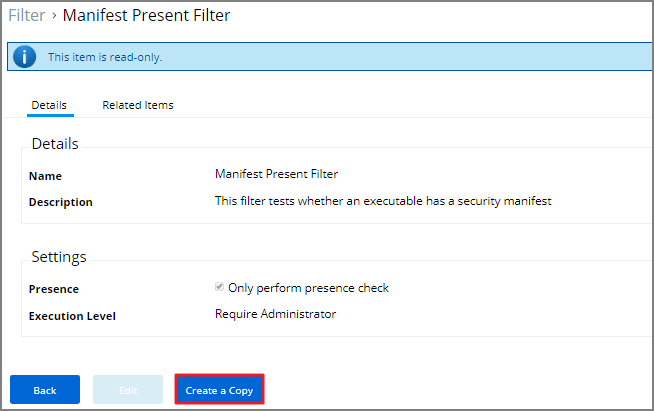 Filter › Manifest Present Filter
This item is read-only.
Details Related Items
Details
Name Manifest Present Filter
Description This filter tests whether an executable has a security manifest
Settings
Presence Only perform presence check
Execution Level Require Administrator
Back Edit Create a Copy